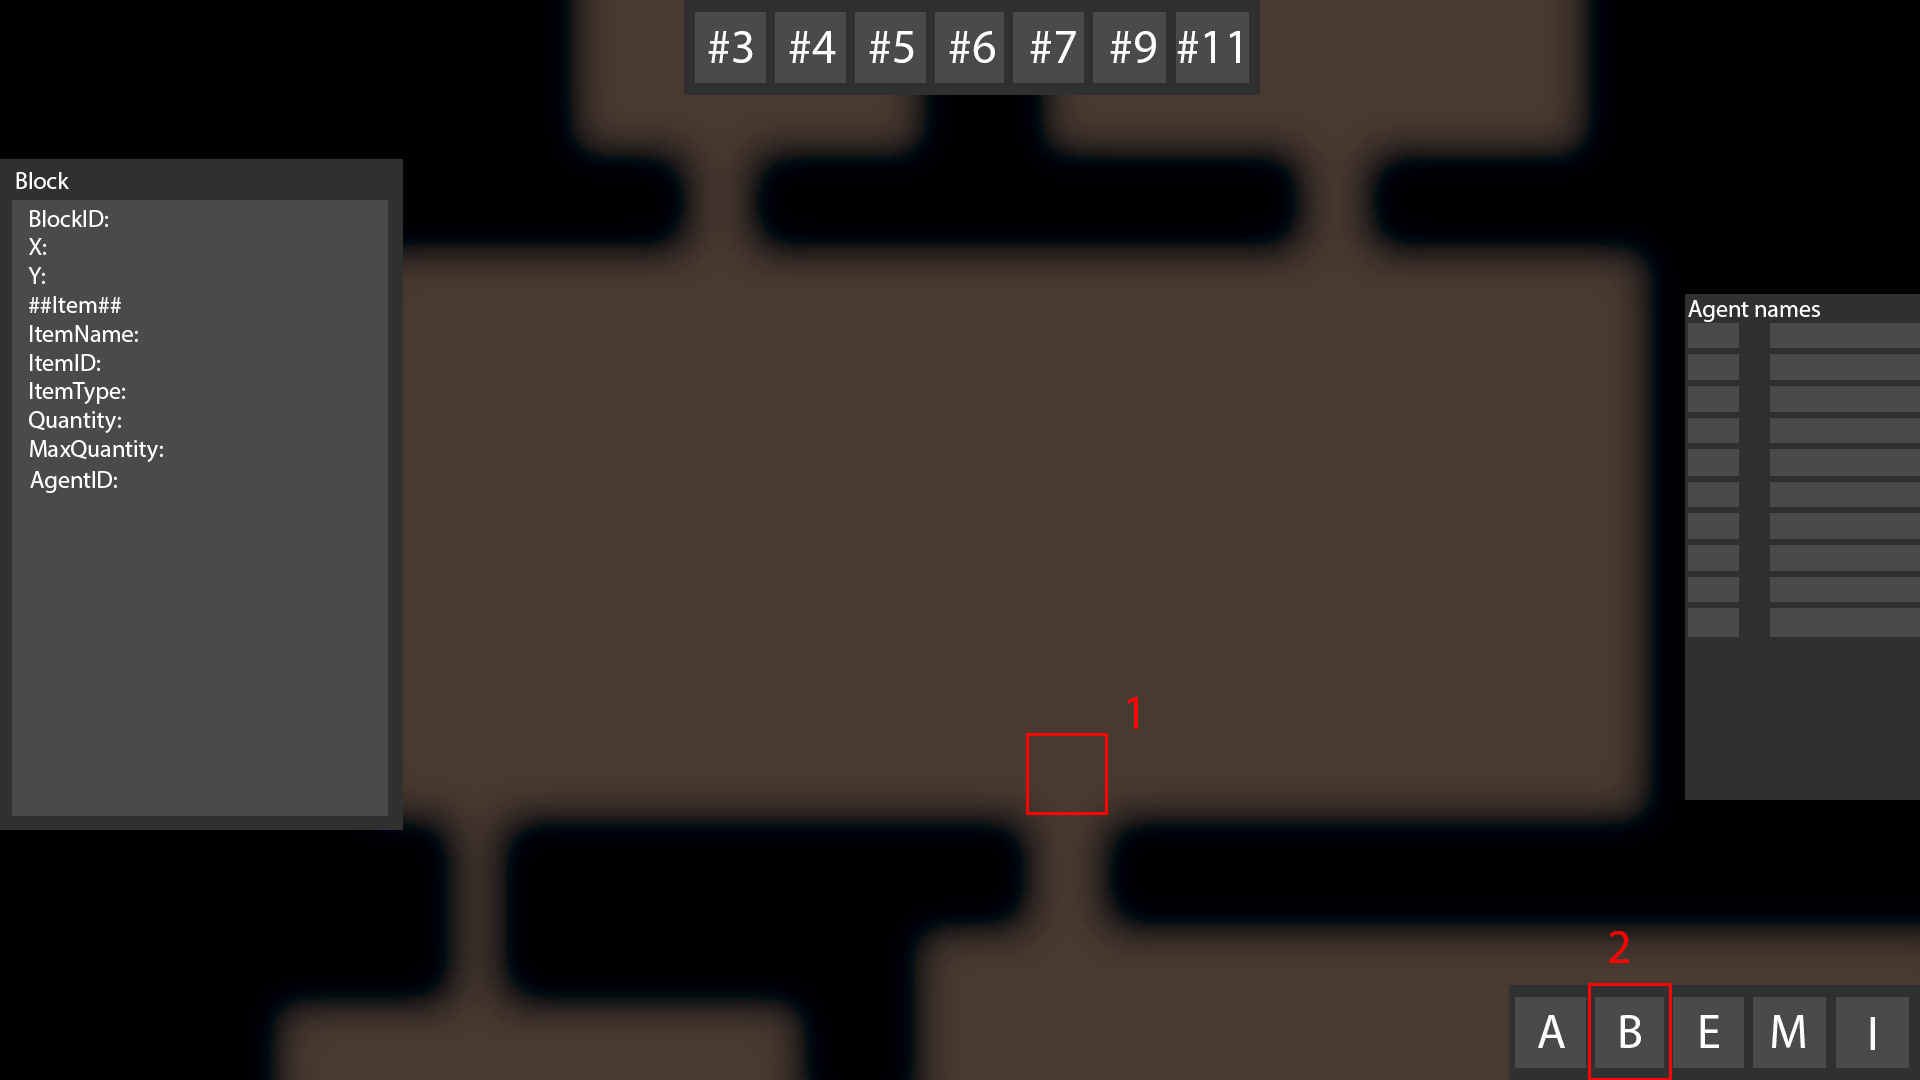 #3 #4 #5 #6 #7 #9 #11
Block
BlockID:
X:
Y:
##Item##
ItemName:
ItemID:
ItemType:
Quantity:
MaxQuantity:
AgentID:
Agent names
1
2
A B E M I